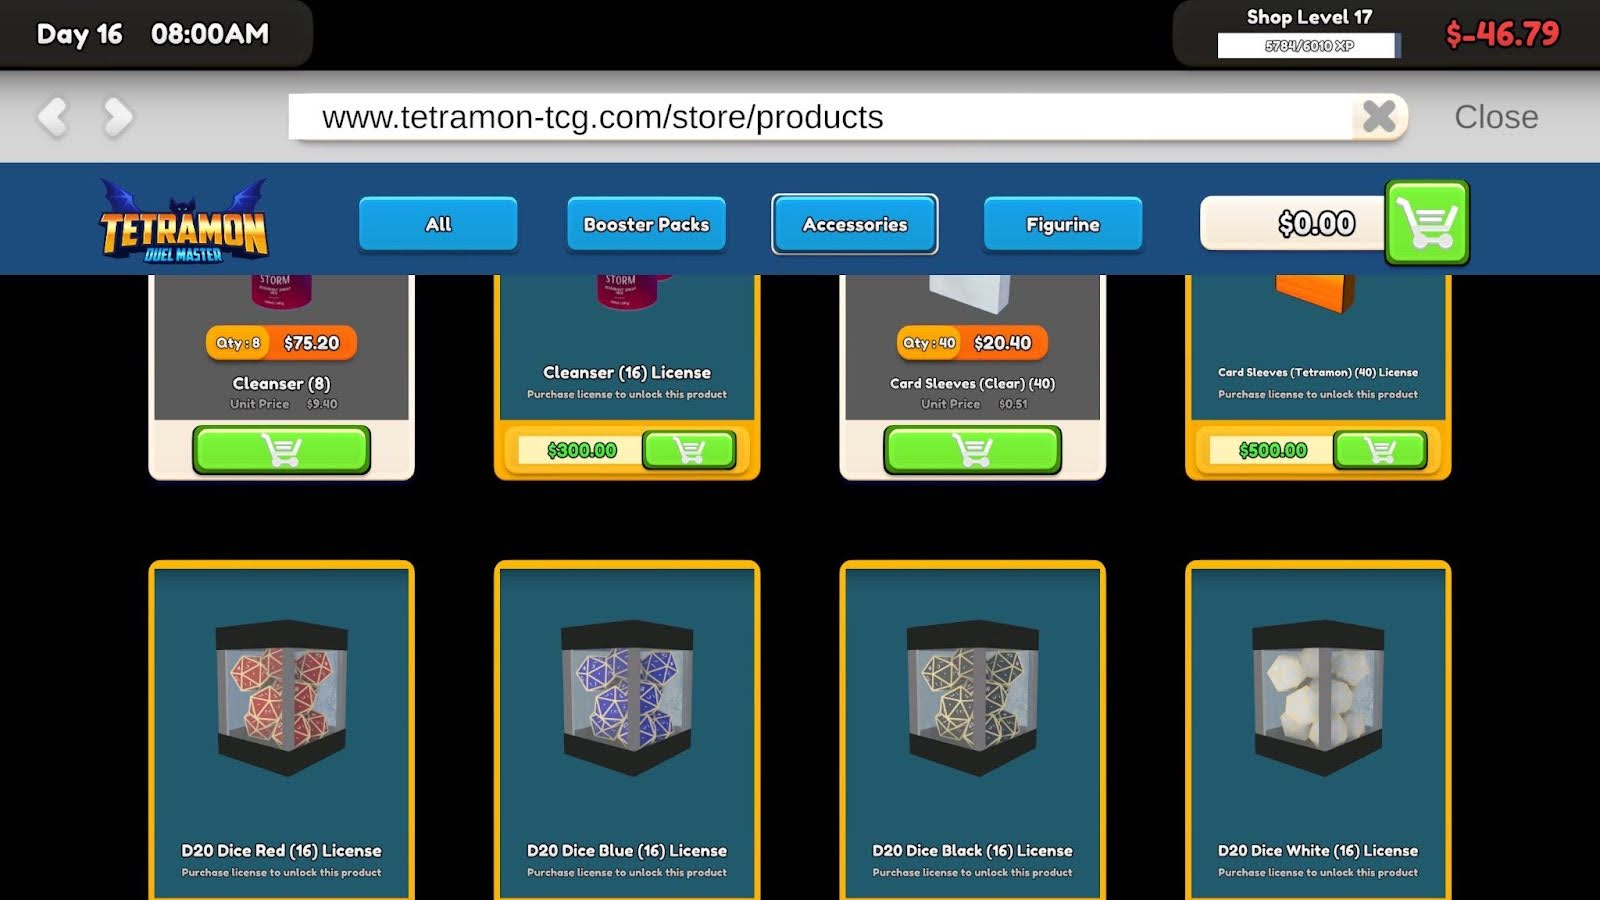 Day 16 08:00AM
Shop Level 17
5784/6010 XP
$-46.79
www.tetramon-tcg.com/store/products
Close
TETRAMON
DUEL MASTER
All
Booster Packs
Accessories
Figurine
$0.00
STORM
STORM
Qty : 8 $75.20
Cleanser (8)
Unit Price $9.40
Cleanser (16) License
Purchase license to unlock this product
$300.00
Qty : 40 $20.40
Card Sleeves (Clear) (40)
Unit Price $0.51
Card Sleeves (Tetramon) (40) License
Purchase license to unlock this product
$500.00
D20 Dice Red (16) License
Purchase license to unlock this product
D20 Dice Blue (16) License
Purchase license to unlock this product
D20 Dice Black (16) License
Purchase license to unlock this product
D20 Dice White (16) License
Purchase license to unlock this product